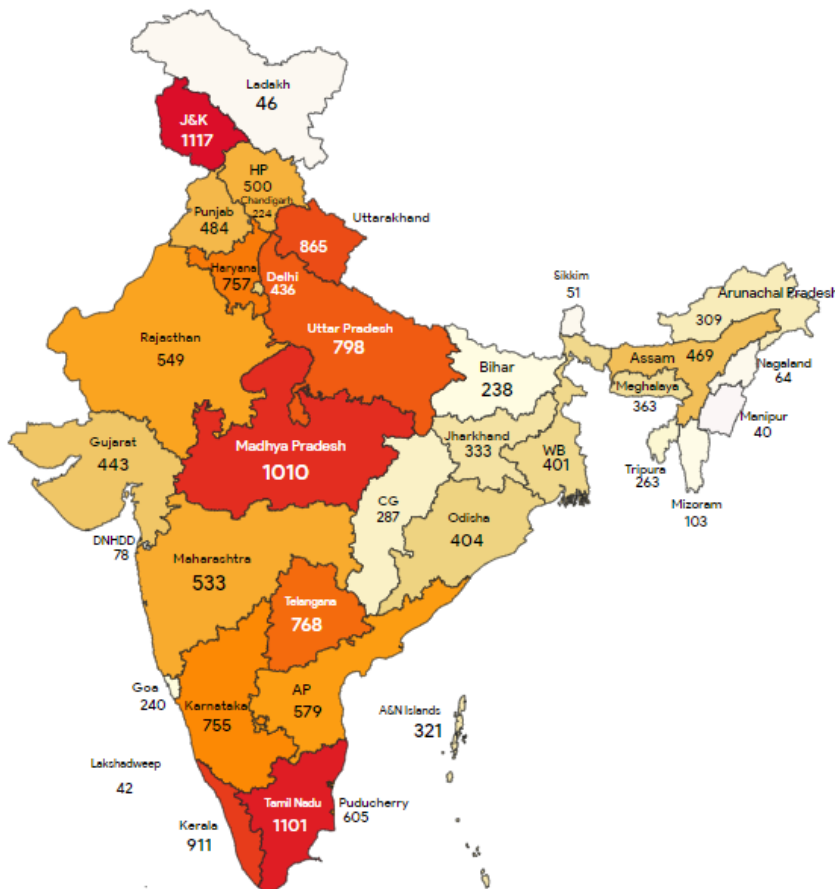 Ladakh
46
J&K
1117
HP
500
Chandigarh
224
Punjab
484
Uttarakhand
865
Haryana
757
Delhi
436
Sikkim
51
Arunachal Pradesh
309
Rajasthan
549
Uttar Pradesh
798
Bihar
238
Assam 469
Nagaland
64
Meghalaya
363
Manipur
40
Gujarat
443
Madhya Pradesh
1010
Jharkhand
333
WB
401
Tripura
263
Mizoram
103
CG
287
Odisha
404
DNHDD
78
Maharashtra
533
Telangana
768
Goa
240
Karnataka
755
AP
579
A&N Islands
321
Lakshadweep
42
Tamil Nadu
1101
Puducherry
605
Kerala
911